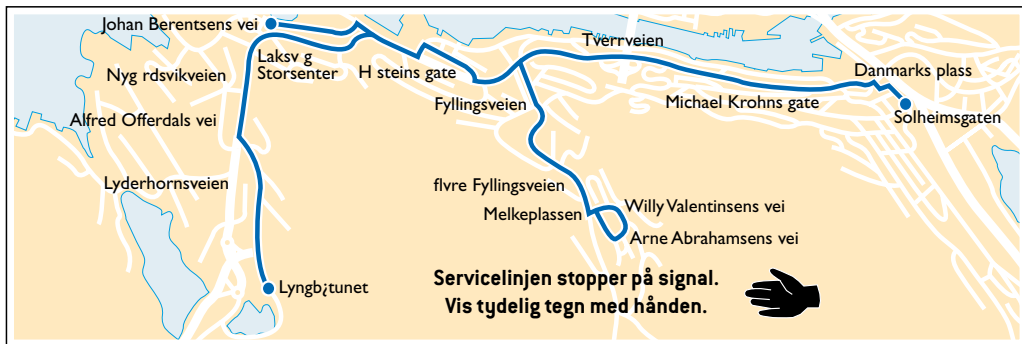 Johan Berentsens vei
Laksv g
Storsenter
Nyg rdsvikveien
H steins gate
Tverrveien
Danmarks plass
Fyllingsveien
Michael Krohns gate
Solheimsgaten
Alfred Offerdals vei
Lyderhornsveien
flvre Fyllingsveien
Melkeplassen
Willy Valentinsens vei
Arne Abrahamsens vei
Lyngb¿tunet
Servicelinjen stopper på signal.
Vis tydelig tegn med hånden.